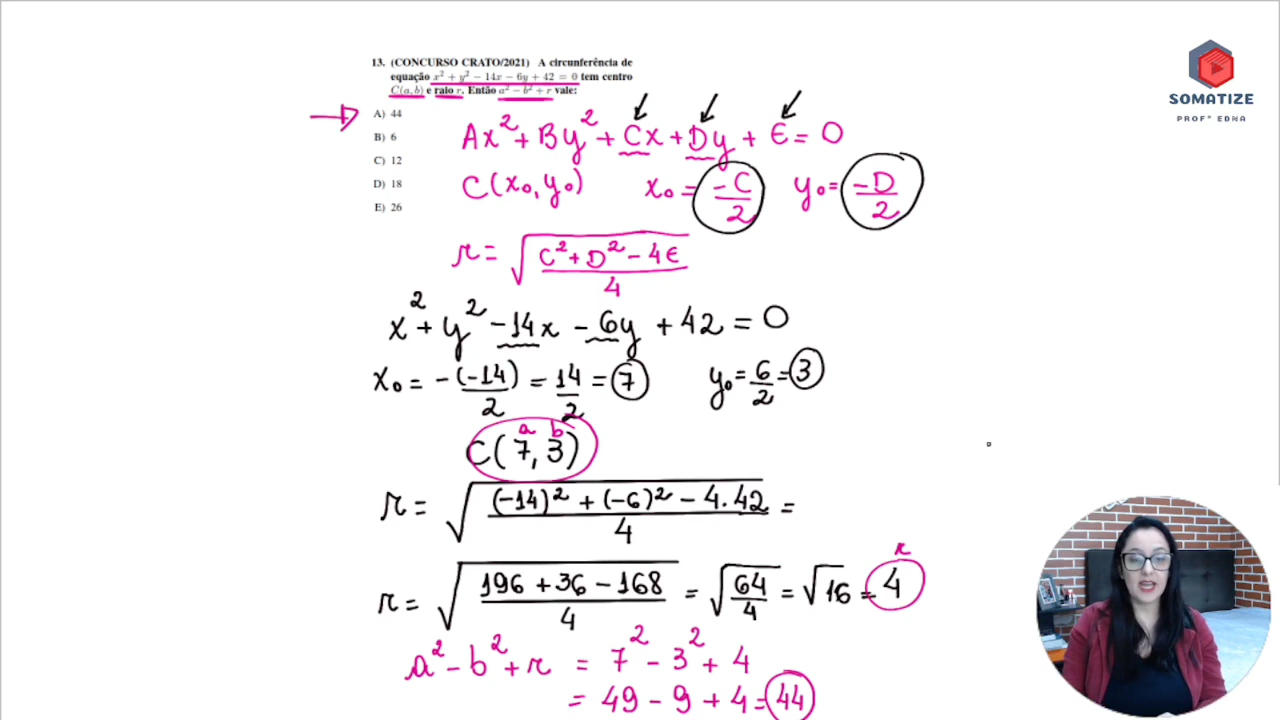 13. (CONCURSO CRATO/2021) A circunferência de
equação x² + y² − 14x − 6y + 42 = 0 tem centro
C(a, b) e raio r. Então a² − b² + r vale:
A) 44
B) 6
C) 12
D) 18
E) 26
SOMATIZE
PROFª EDNA
Ax² + By² + Cx + Dy + E = 0
C(x₀, y₀) x₀ = -C/2 y₀ = -D/2
r = √((C² + D² - 4E)/4)
x² + y² - 14x - 6y + 42 = 0
x₀ = -(-14)/2 = 14/2 = 7 y₀ = 6/2 = 3
a b
C(7, 3)
r = √(((-14)² + (-6)² - 4.42)/4) =
r
r = √((196 + 36 - 168)/4) = √(64/4) = √16 = 4
a² - b² + r = 7² - 3² + 4
= 49 - 9 + 4 = 44